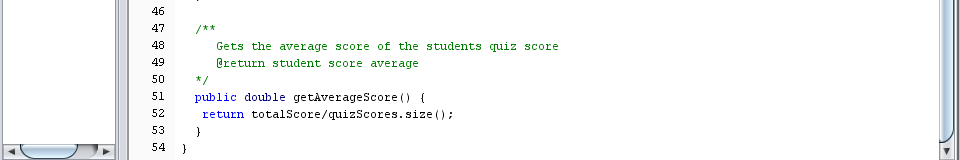 46
47 /**
48 Gets the average score of the students quiz score
49 @return student score average
50 */
51 public double getAverageScore() {
52 return totalScore/quizScores.size();
53 }
54 }